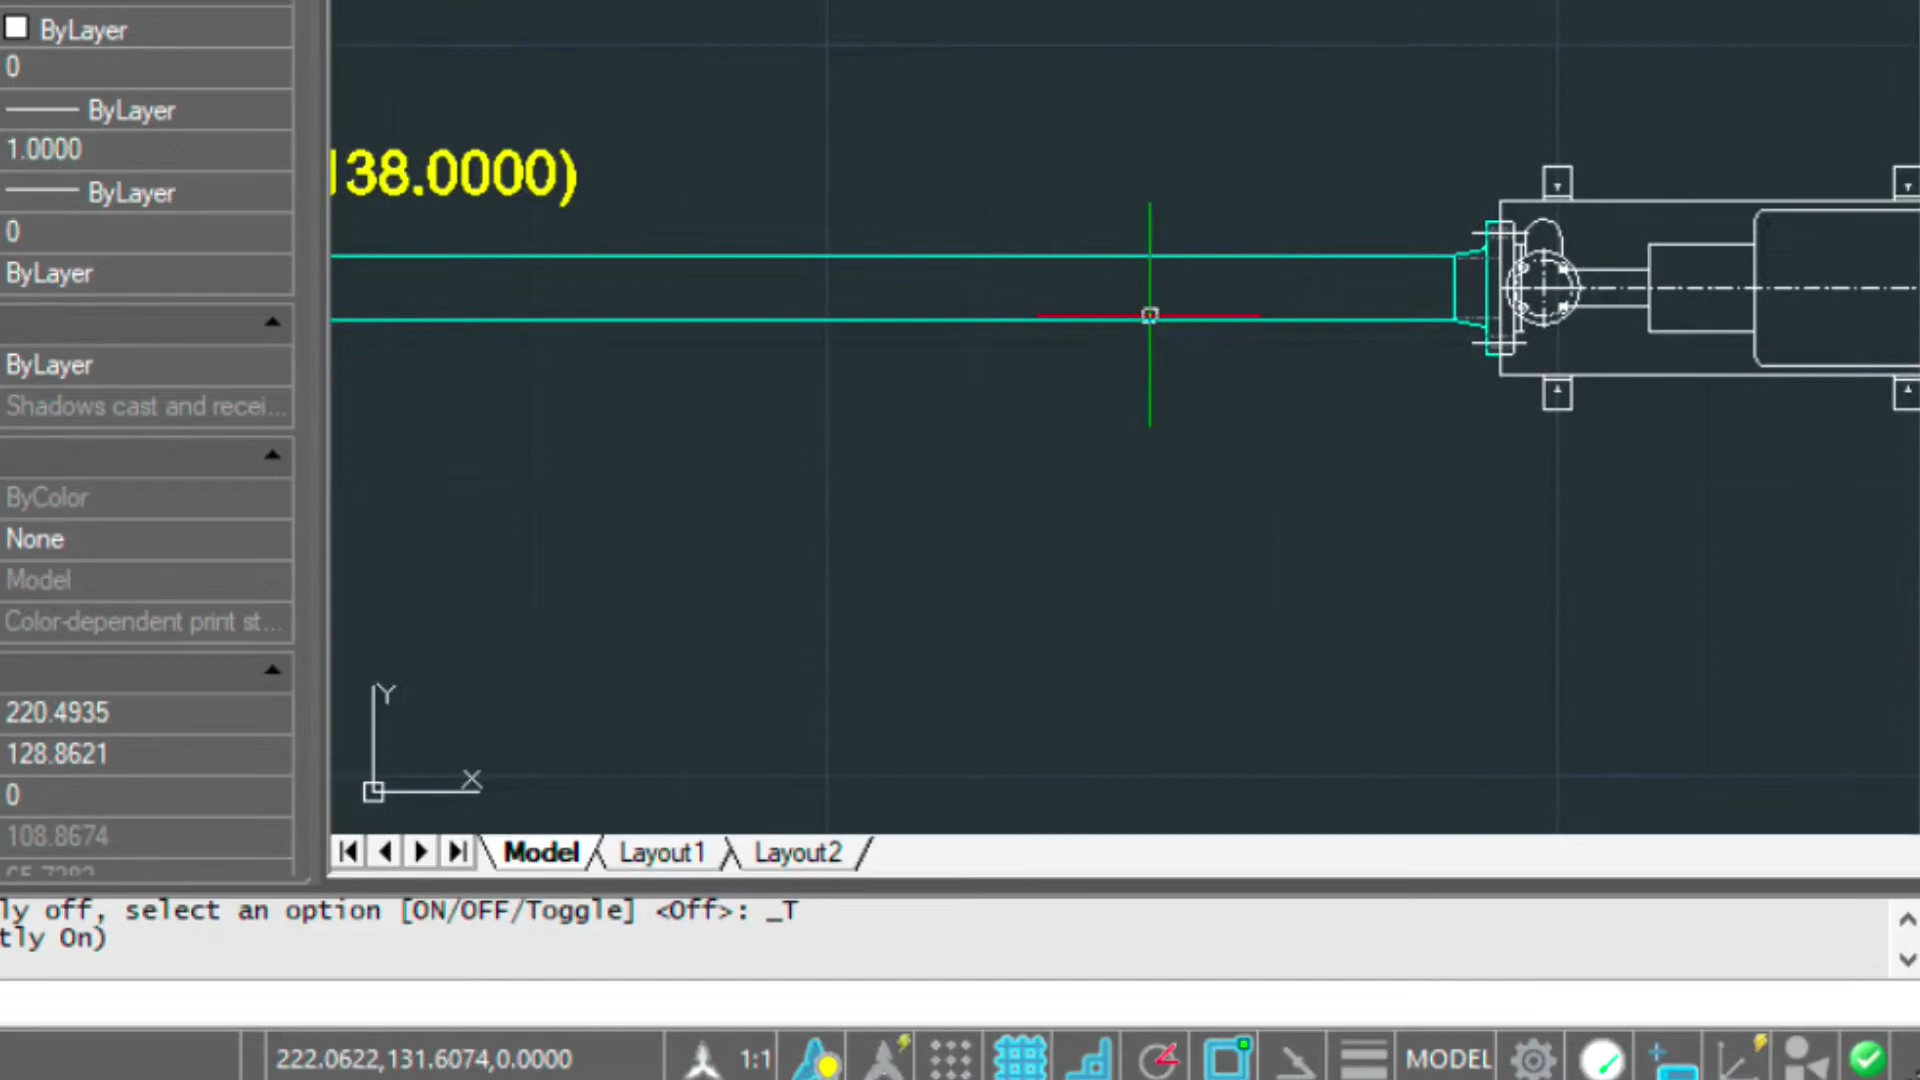 ByLayer
0
ByLayer
1.0000
ByLayer
0
ByLayer
ByLayer
Shadows cast and recei...
ByColor
None
Model
Color-dependent print st...
220.4935
128.8621
0
108.8674
138.0000)
Y
X
Model
Layout1
Layout2
ly off, select an option [ON/OFF/Toggle] <Off>: _T
tly On)
222.0622,131.6074,0.0000
1:1
MODEL